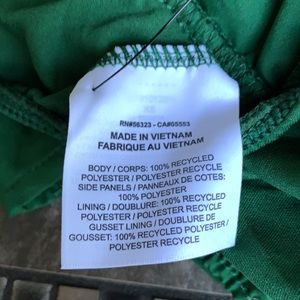 RN#56323 - CA#05553
MADE IN VIETNAM
FABRIQUE AU VIETNAM
BODY / CORPS: 100% RECYCLED
POLYESTER / POLYESTER RECYCLE
SIDE PANELS / PANNEAUX DE COTES:
100% POLYESTER
LINING / DOUBLURE: 100% RECYCLED
POLYESTER / POLYESTER RECYCLE
GUSSET LINING / DOUBLURE DE
GOUSSET: 100% RECYCLED POLYESTER /
POLYESTER RECYCLE